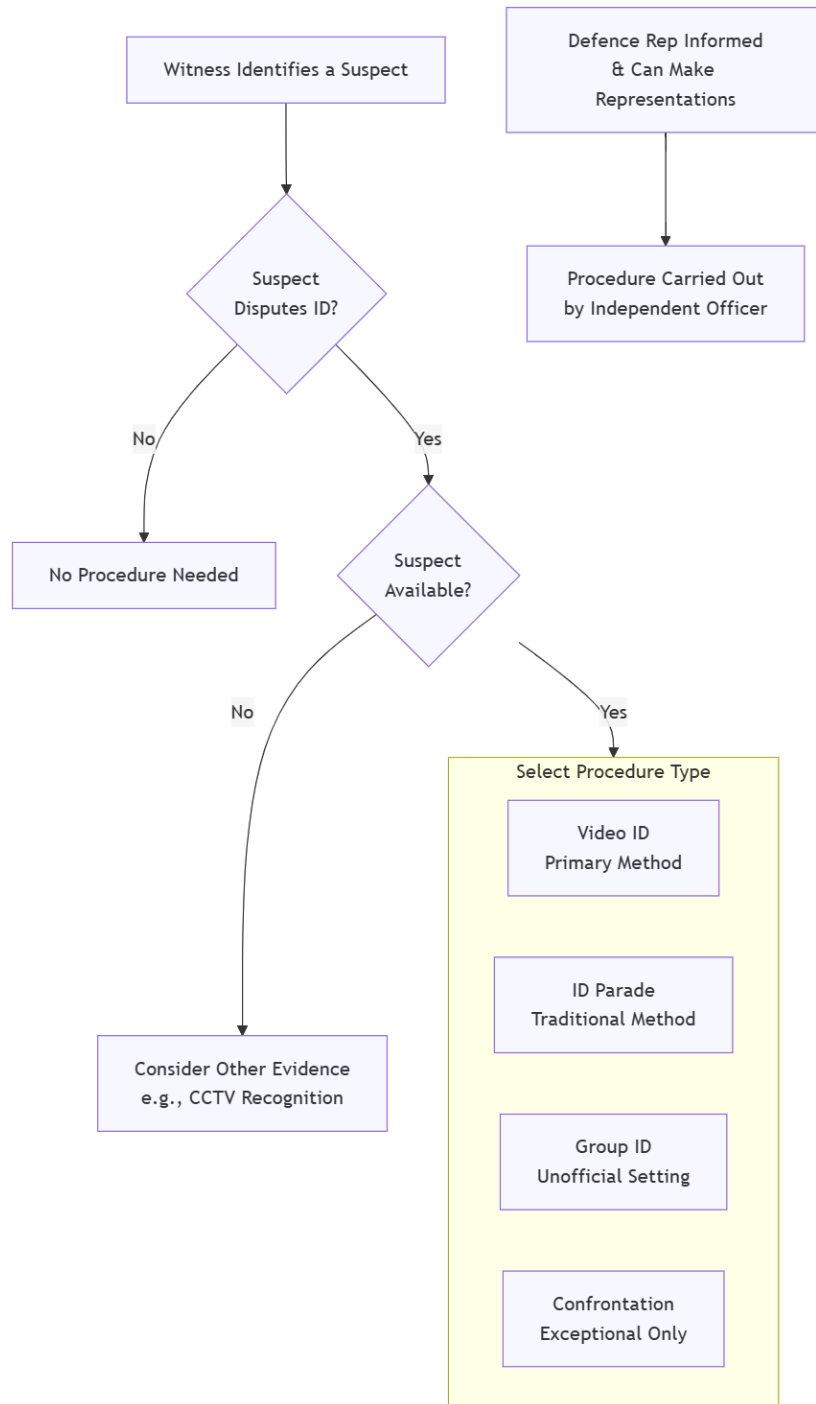 Witness Identifies a Suspect
Defence Rep Informed
& Can Make
Representations
Suspect
Disputes ID?
Procedure Carried Out
by Independent Officer
No
Yes
No Procedure Needed
Suspect
Available?
No
Yes
Select Procedure Type
Video ID
Primary Method
ID Parade
Traditional Method
Consider Other Evidence
e.g., CCTV Recognition
Group ID
Unofficial Setting
Confrontation
Exceptional Only